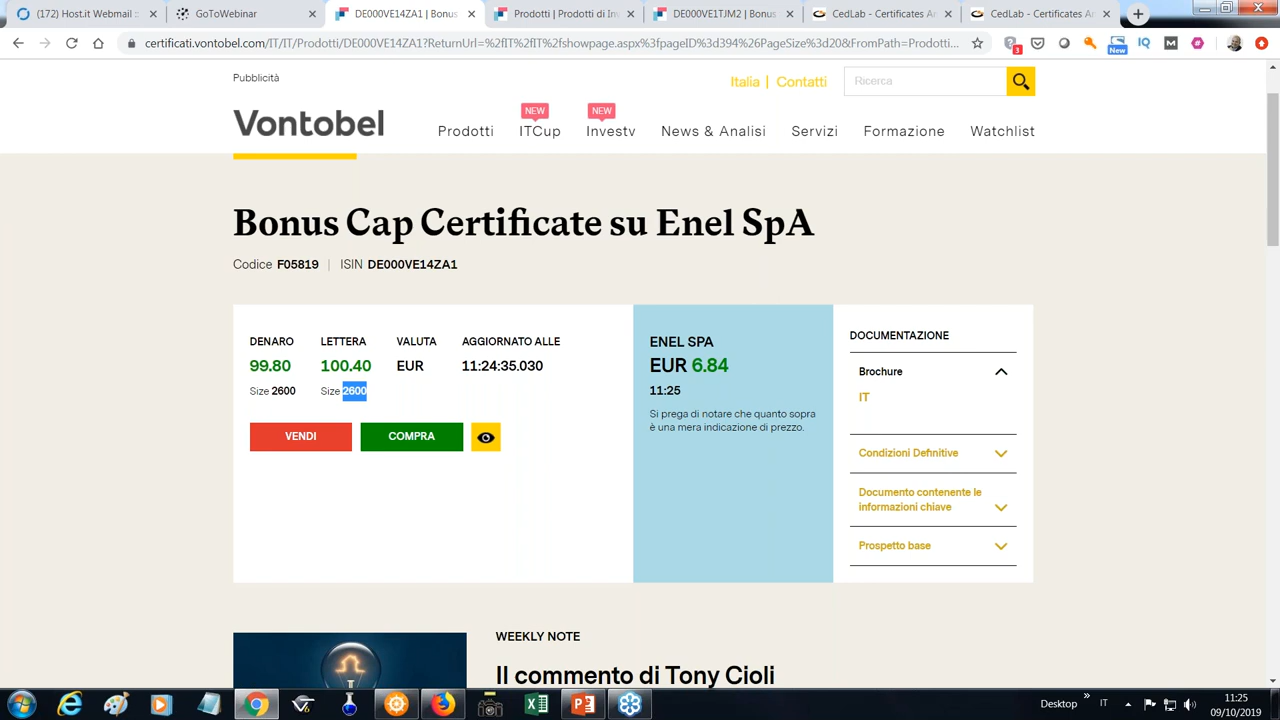 (172) Host.it Webmail ::
GoToWebinar
DE000VE14ZA1 | Bonus
Prodotti | Prodotti di Inv
DE000VE1TJM2 | Bonus
CedLab – Certificates An
CedLab - Certificates An
certificati.vontobel.com/IT/IT/Prodotti/DE000VE14ZA1?ReturnUrl=%2fIT%2fIT%2fshowpage.aspx%3fpageID%3d394%26PageSize%3d20&FromPath=Prodotti...
3
New
IQ
M
Pubblicità
Italia | Contatti
Ricerca
Vontobel
NEW
NEW
Prodotti
ITCup
Investv
News & Analisi
Servizi
Formazione
Watchlist
Bonus Cap Certificate su Enel SpA
Codice F05819 | ISIN DE000VE14ZA1
DENARO
LETTERA
VALUTA
AGGIORNATO ALLE
99.80
100.40
EUR
11:24:35.030
Size 2600
Size 2600
VENDI
COMPRA
ENEL SPA
EUR 6.84
11:25
Si prega di notare che quanto sopra
è una mera indicazione di prezzo.
DOCUMENTAZIONE
Brochure
IT
Condizioni Definitive
Documento contenente le
informazioni chiave
Prospetto base
WEEKLY NOTE
Il commento di Tony Cioli
Desktop
»
IT
11:25
09/10/2019